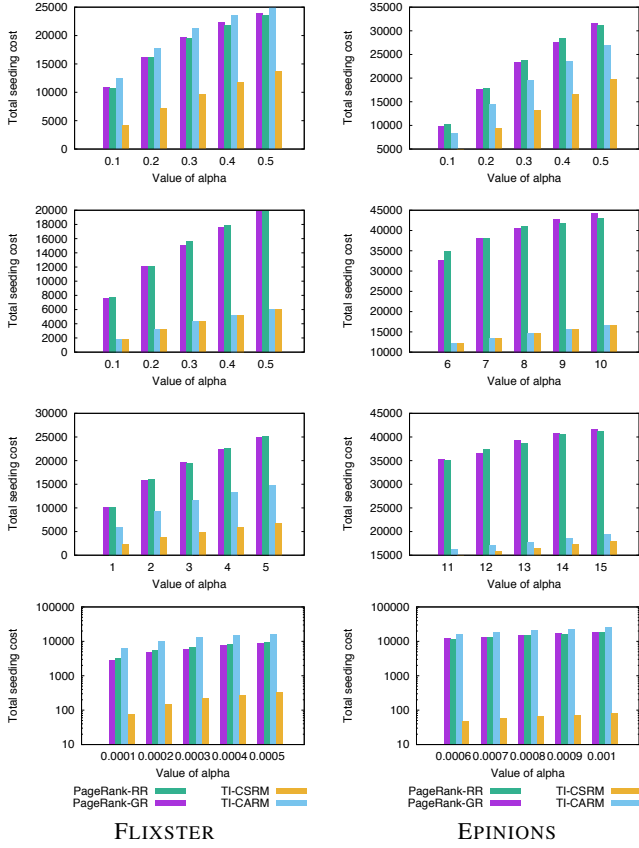 25000
20000
15000
10000
5000
0
Total seeding cost
0.1 0.2 0.3 0.4 0.5
Value of alpha
35000
30000
25000
20000
15000
10000
5000
Total seeding cost
0.1 0.2 0.3 0.4 0.5
Value of alpha
20000
18000
16000
14000
12000
10000
8000
6000
4000
2000
0
Total seeding cost
0.1 0.2 0.3 0.4 0.5
Value of alpha
45000
40000
35000
30000
25000
20000
15000
10000
Total seeding cost
6 7 8 9 10
Value of alpha
30000
25000
20000
15000
10000
5000
0
Total seeding cost
1 2 3 4 5
Value of alpha
45000
40000
35000
30000
25000
20000
15000
Total seeding cost
11 12 13 14 15
Value of alpha
100000
10000
1000
100
10
Total seeding cost
0.0001 0.0002 0.0003 0.0004 0.0005
Value of alpha
PageRank-RR TI-CSRM
PageRank-GR TI-CARM
FLIXSTER
100000
10000
1000
100
10
Total seeding cost
0.0006 0.0007 0.0008 0.0009 0.001
Value of alpha
PageRank-RR TI-CSRM
PageRank-GR TI-CARM
EPINIONS